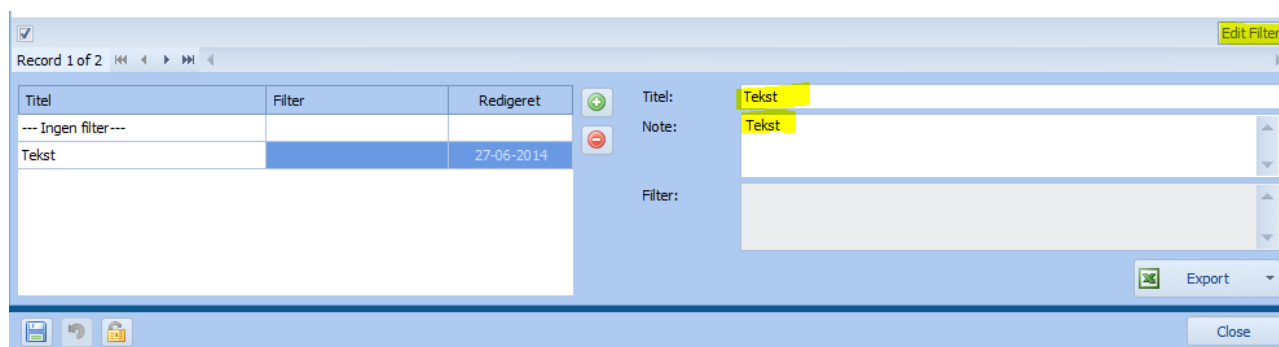 Edit Filter
Record 1 of 2
Titel Filter Redigeret
--- Ingen filter---
Tekst 27-06-2014
Titel: Tekst
Note: Tekst
Filter:
Export
Close